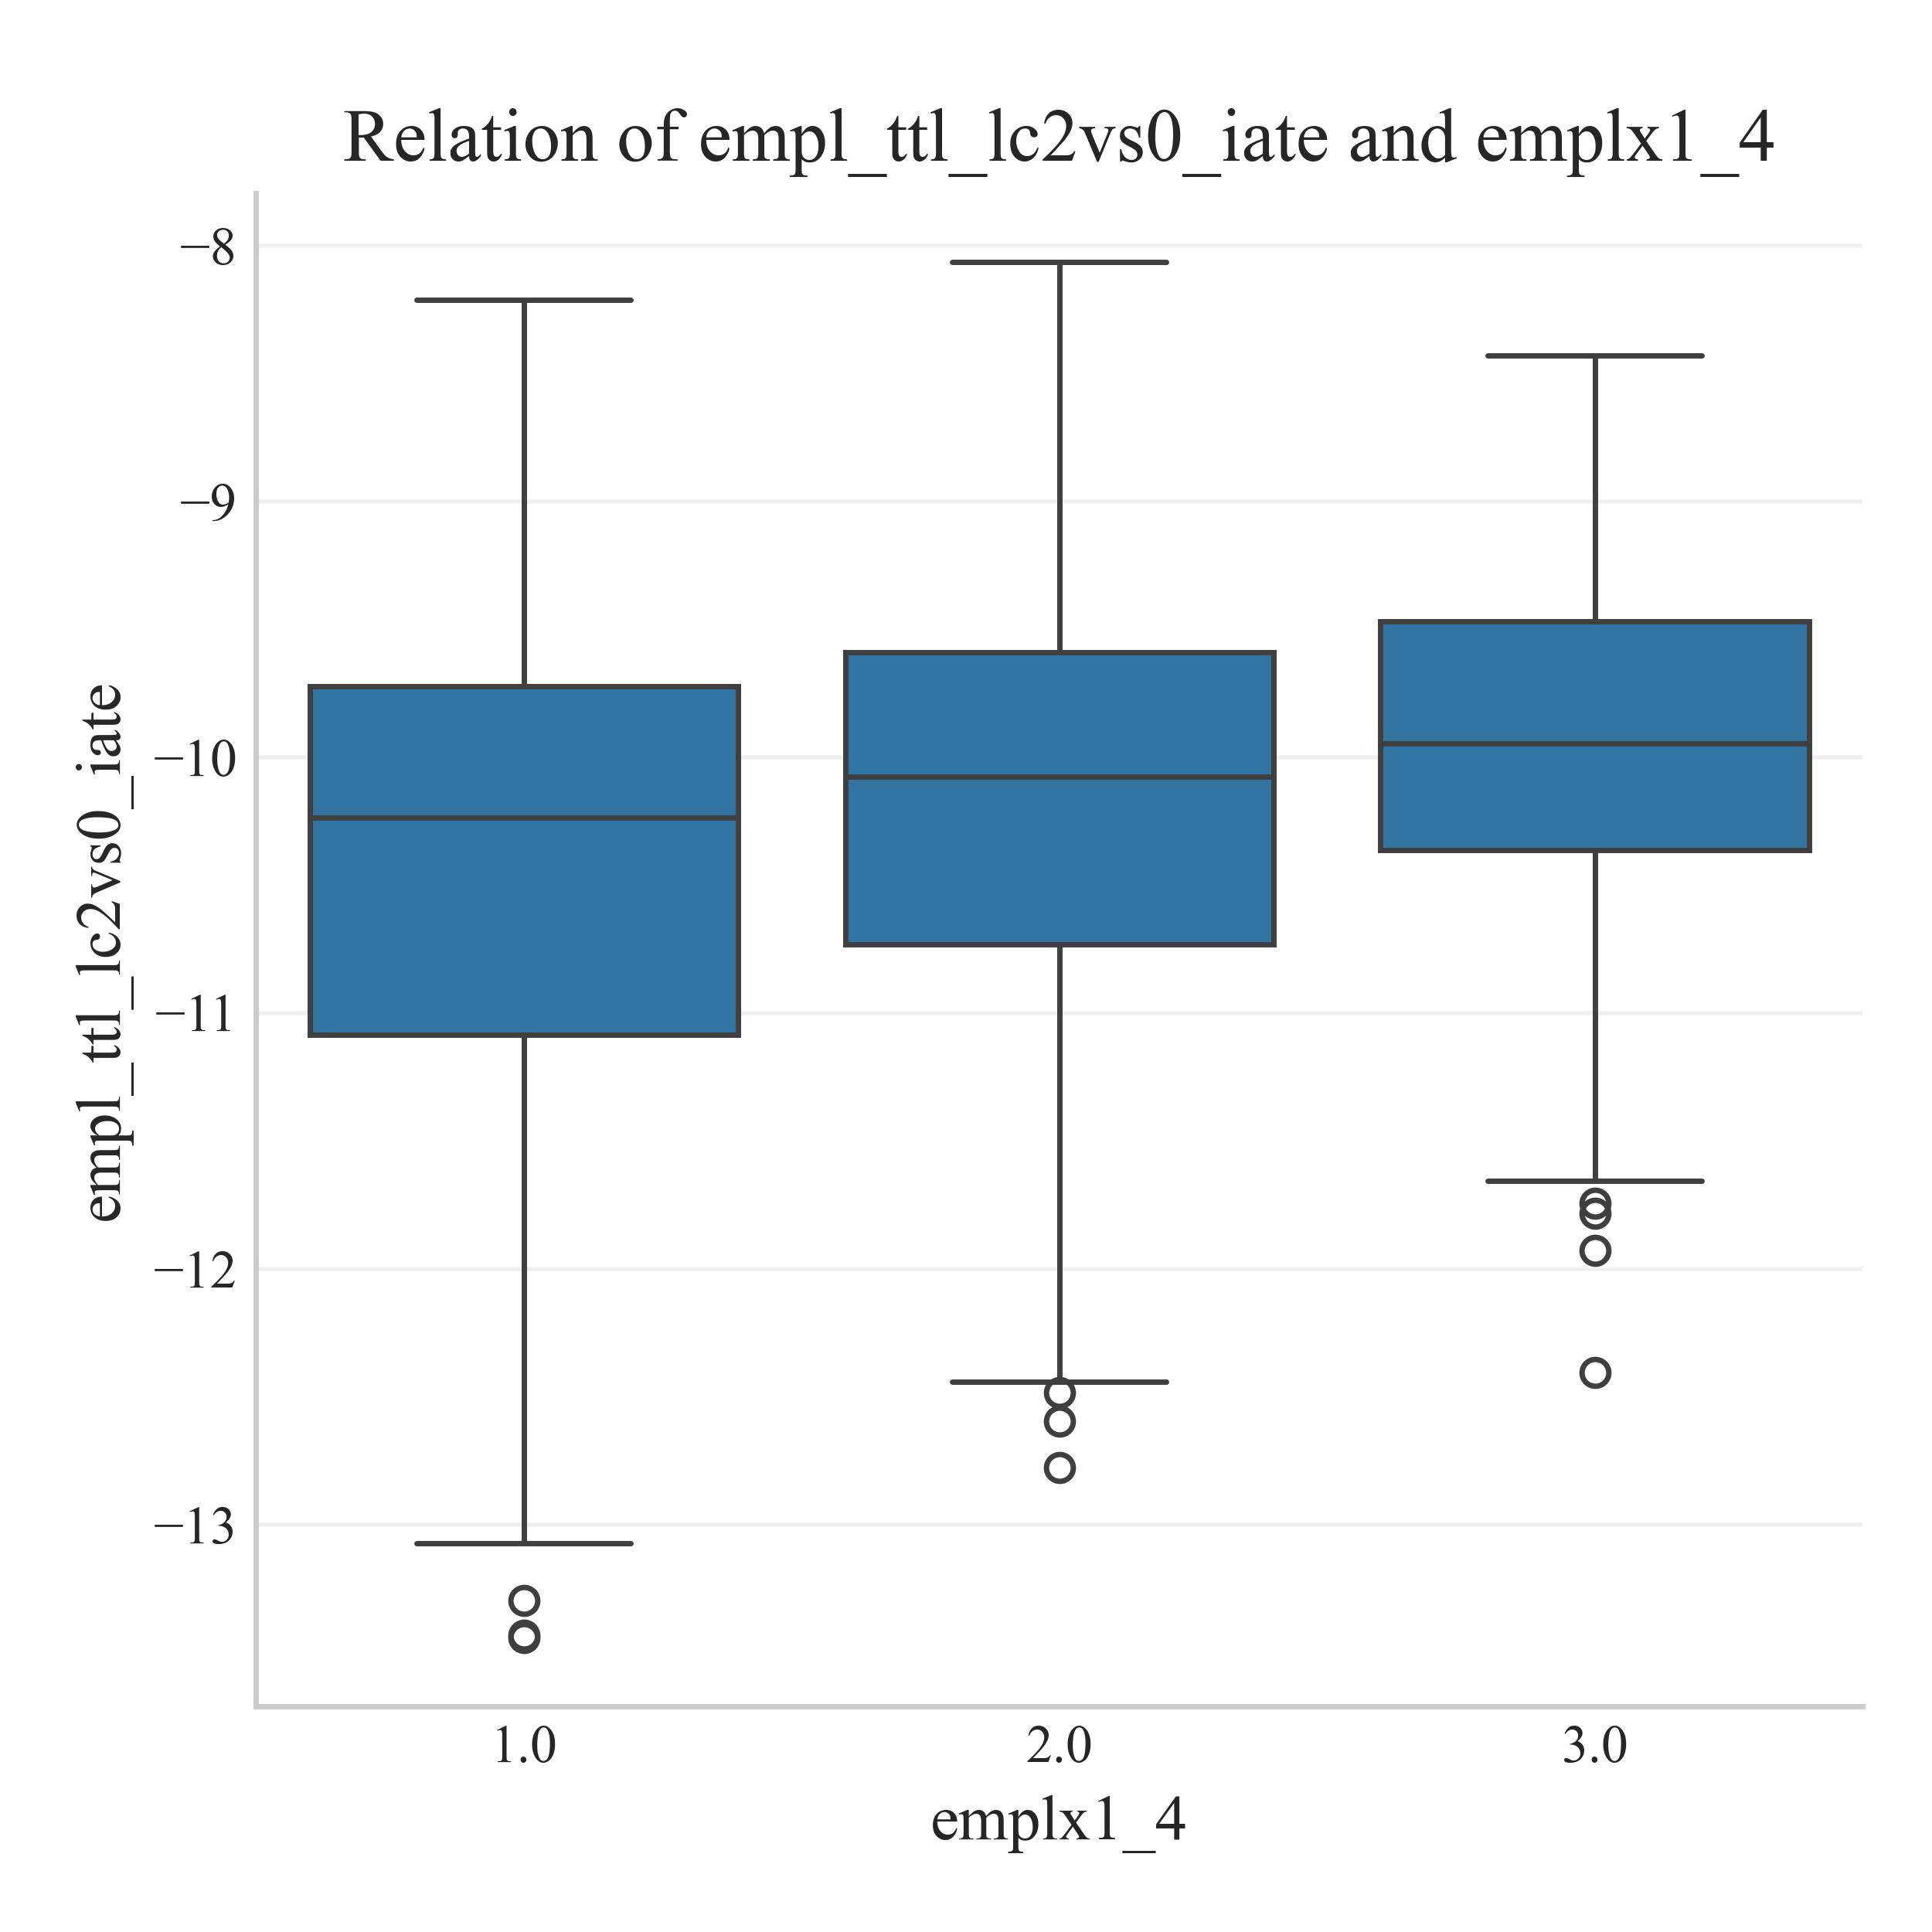 Relation of empl_ttl_lc2vs0_iate and emplx1_4
empl_ttl_lc2vs0_iate
−8
−9
−10
−11
−12
−13
1.0 2.0 3.0
emplx1_4